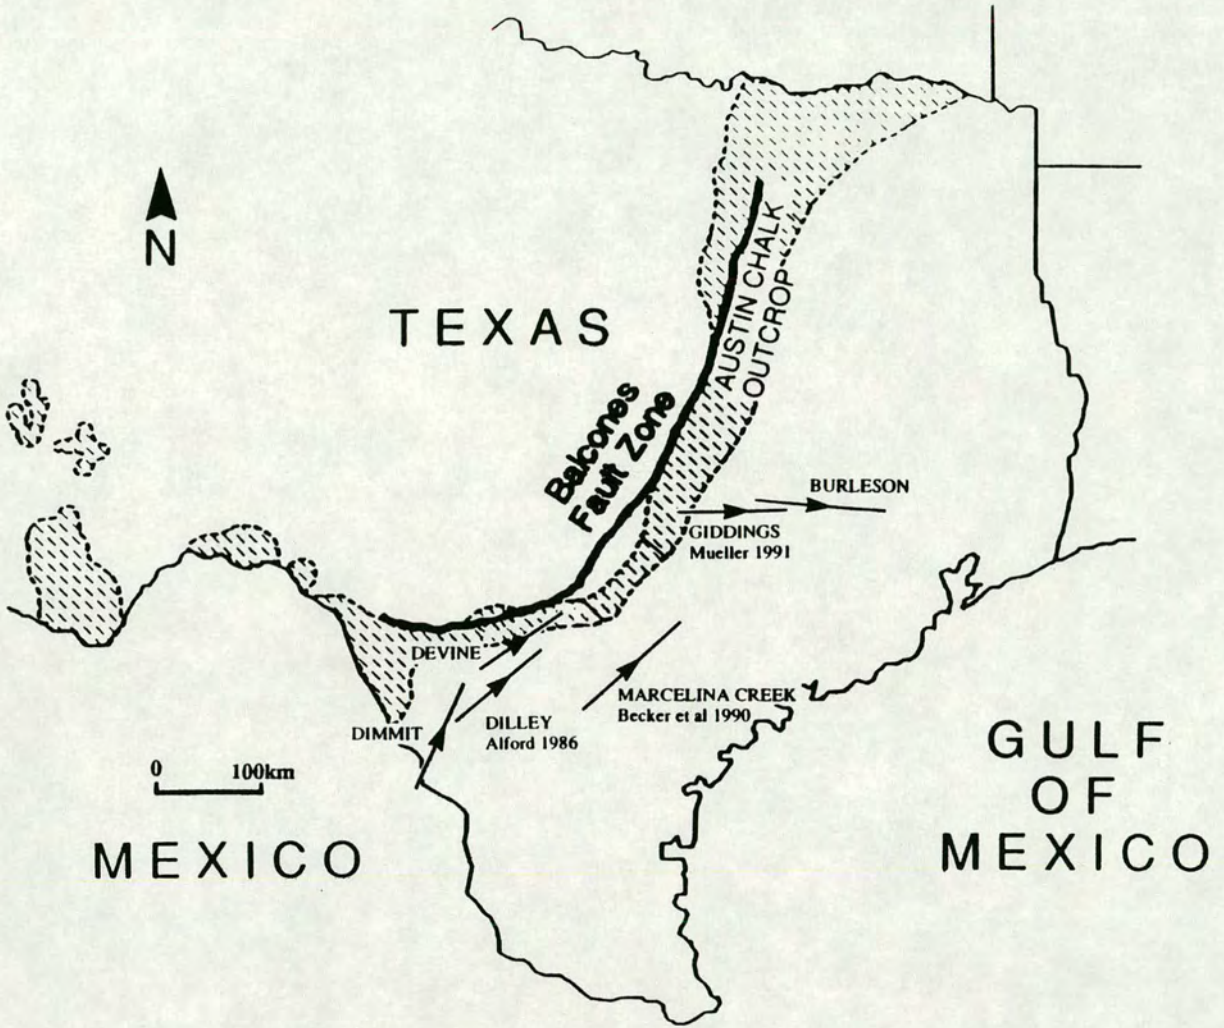 N
TEXAS
AUSTIN CHALK
OUTCROP
Balcones
Fault Zone
BURLESON
GIDDINGS
Mueller 1991
DEVINE
MARCELINA CREEK
Becker et al 1990
DILLEY
Alford 1986
DIMMIT
0 100km
MEXICO
GULF
OF
MEXICO